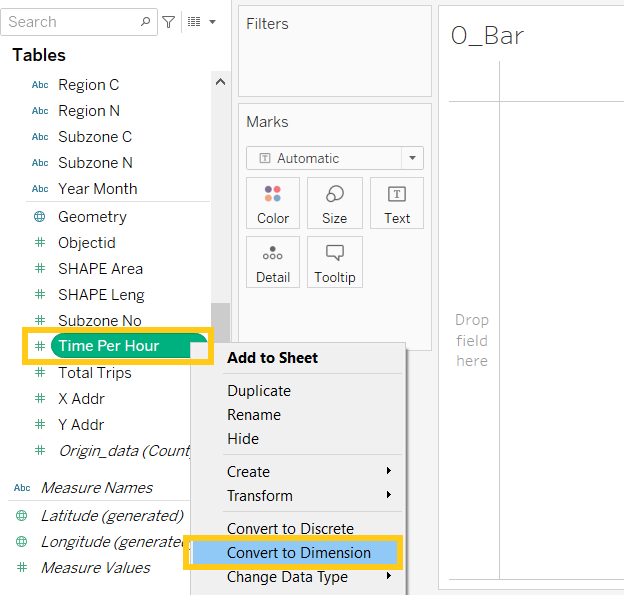 Search
Tables
Abc Region C
Abc Region N
Abc Subzone C
Abc Subzone N
Abc Year Month
Geometry
# Objectid
# SHAPE Area
# SHAPE Leng
# Subzone No
# Time Per Hour
# Total Trips
# X Addr
# Y Addr
# Origin_data (Count
Abc Measure Names
Latitude (generated)
Longitude (generated
# Measure Values
Filters
Marks
T Automatic
Color
Size
T
Text
Detail
Tooltip
O_Bar
Drop
field
here
Add to Sheet
Duplicate
Rename
Hide
Create
Transform
Convert to Discrete
Convert to Dimension
Change Data Type